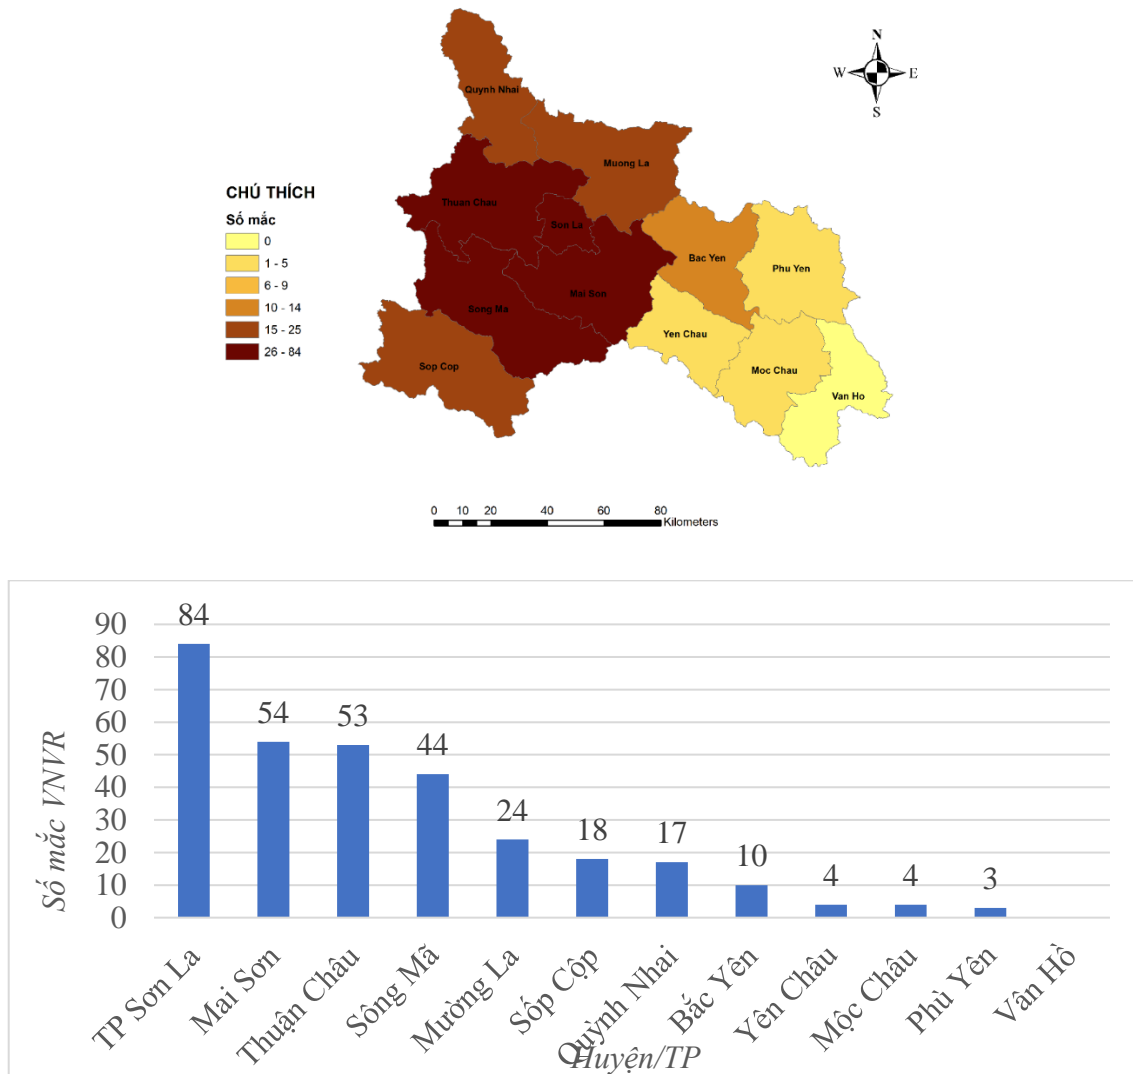 N
W E
S
Quynh Nhai
Muong La
Thuan Chau
Son La
Bac Yen
Phu Yen
Mai Son
Song Ma
Yen Chau
Sop Cop
Moc Chau
Van Ho
CHÚ THÍCH
Số mắc
0
1 - 5
6 - 9
10 - 14
15 - 25
26 - 84
0 10 20 40 60 80
Kilometers
Số mắc VNVR
90
80
70
60
50
40
30
20
10
0
84
54
53
44
24
18
17
10
4
4
3
TP Sơn La
Mai Sơn
Thuận Châu
Sông Mã
Mường La
Sốp Cộp
Quỳnh Nhai
Bắc Yên
Yên Châu
Mộc Châu
Phù Yên
Vân Hồ
Huyện/TP